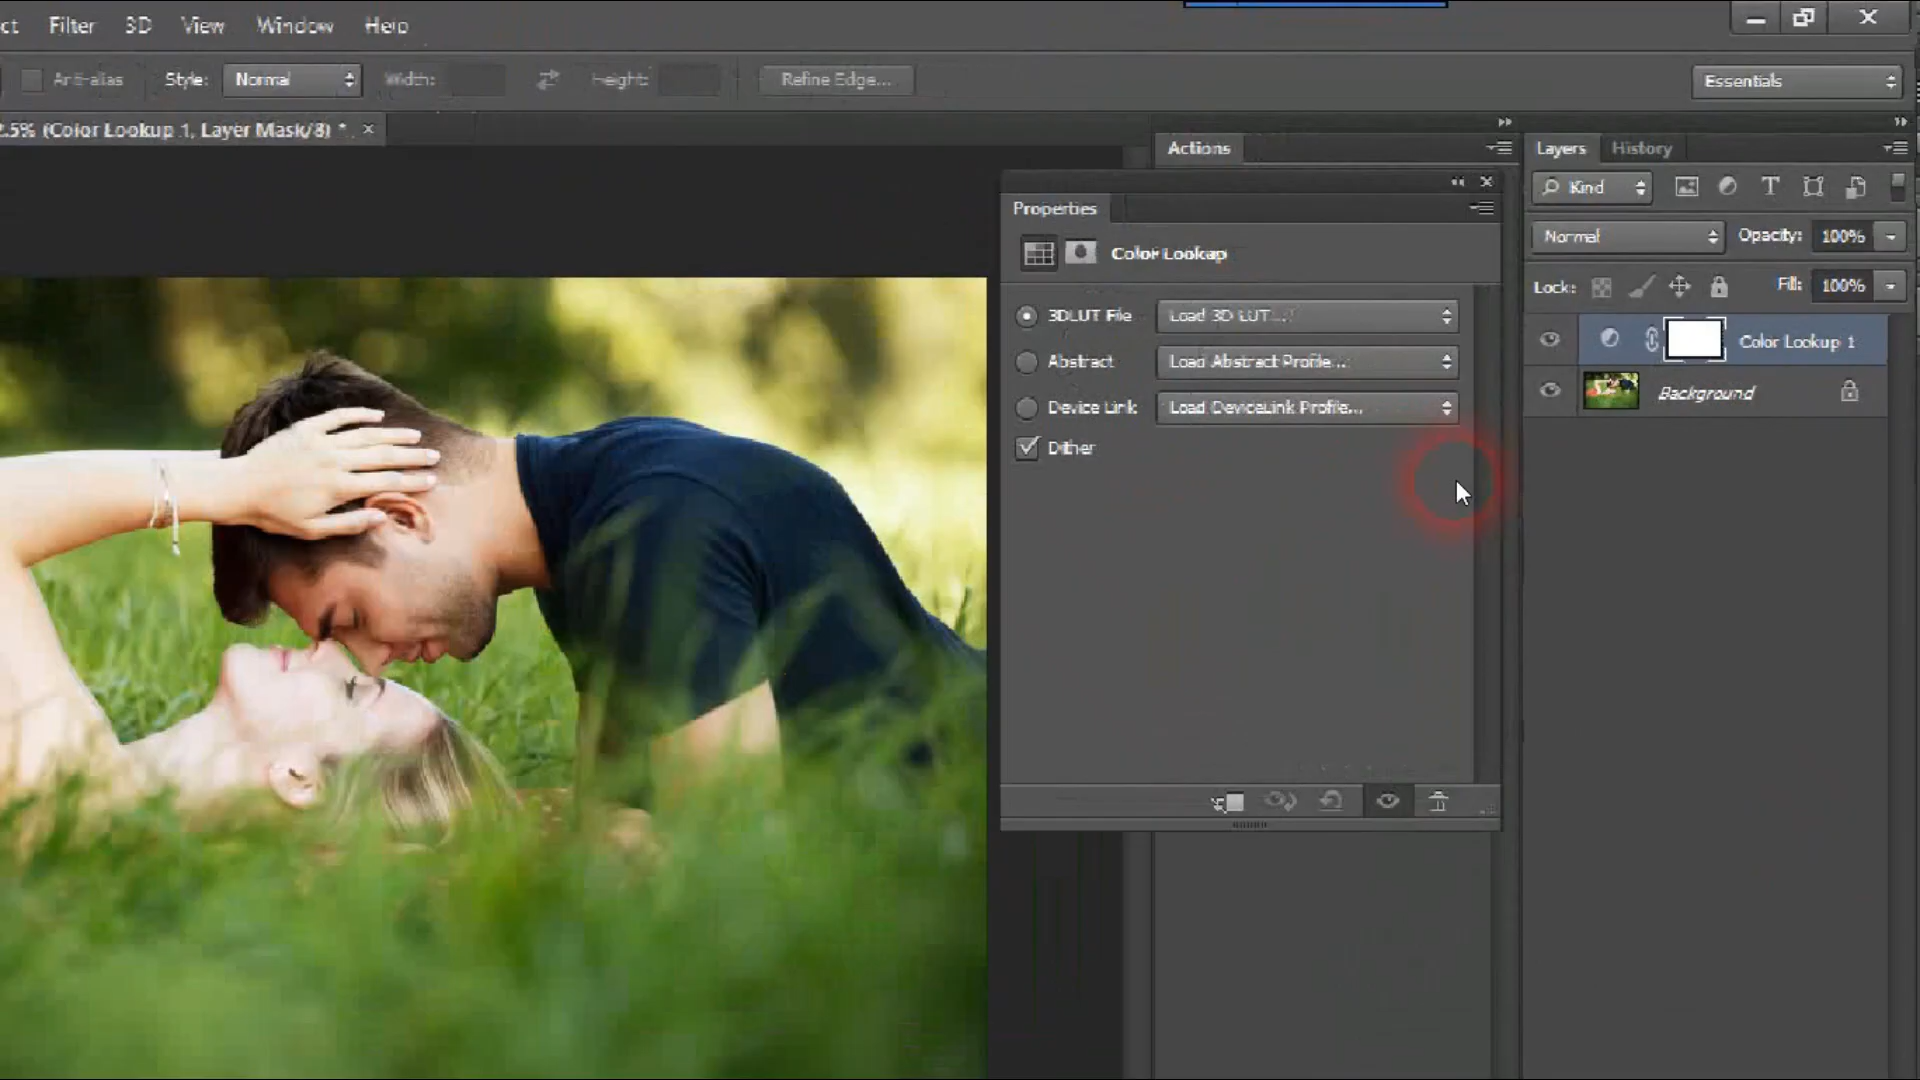 ct Filter 3D View Window Help
Anti-alias Style: Normal Width: Height: Refine Edge... Essentials
2.5% (Color Lookup 1, Layer Mask/8) * ×
Actions
Layers History
Kind
Properties
Normal Opacity: 100%
Color Lookup
Lock: Fill: 100%
3DLUT File Load 3D LUT...
Color Lookup 1
Abstract Load Abstract Profile...
Background
Device Link Load DeviceLink Profile...
Dither